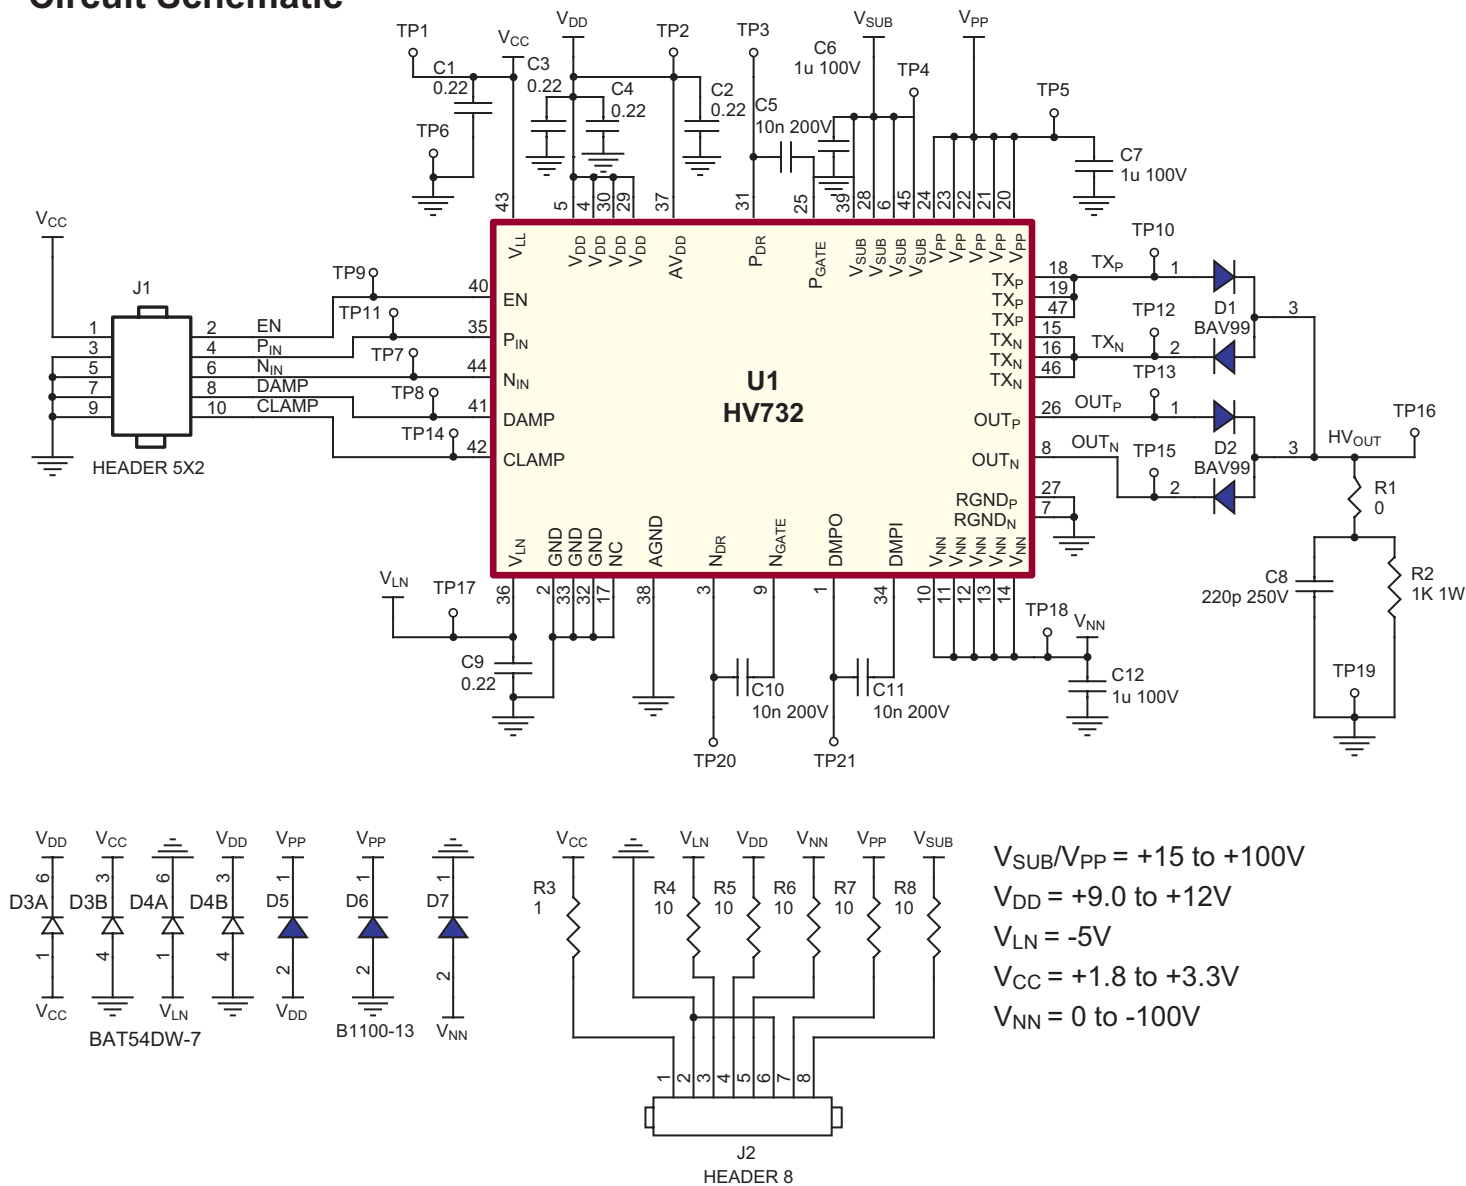 Circuit Schematic
VDD
VSUB
VPP
TP1
VCC
TP2
TP3
C6
1u 100V
TP4
TP5
C1
0.22
C3
0.22
C4
0.22
C2
0.22
C5
10n 200V
C7
1u 100V
TP6
43
5
4
30
29
37
31
25
39
28
6
45
24
23
22
21
20
VLL
VDD
VDD
VDD
VDD
AVDD
PDR
PGATE
VSUB
VSUB
VSUB
VSUB
VPP
VPP
VPP
VPP
VPP
VCC
J1
1
3
5
7
9
2
4
6
8
10
HEADER 5X2
EN
PIN
NIN
DAMP
CLAMP
TP9
TP11
TP7
TP8
TP14
40
35
44
41
42
EN
PIN
NIN
DAMP
CLAMP
U1
HV732
TXP
TXP
TXP
TXN
TXN
TXN
OUTP
OUTN
RGNDP
RGNDN
18
19
47
15
16
46
26
8
27
7
TXP
TP10
1
D1
BAV99
3
TP12
TXN
2
TP13
OUTP
1
D2
BAV99
3
OUTN
TP15
2
HVOUT
TP16
R1
0
C8
220p 250V
R2
1K 1W
TP19
VLN
GND
GND
GND
NC
AGND
NDR
NGATE
DMPO
DMPI
VNN
VNN
VNN
VNN
VNN
36
2
33
32
17
38
3
9
1
34
10
11
12
13
14
VLN
TP17
C9
0.22
C10
10n 200V
TP20
C11
10n 200V
TP21
TP18
VNN
C12
1u 100V
VDD
6
D3A
1
VCC
VCC
3
D3B
4
6
D4A
1
VLN
VDD
3
D4B
4
BAT54DW-7
VPP
1
D5
2
VDD
VPP
1
D6
2
B1100-13
1
D7
2
VNN
VCC
VLN
VDD
VNN
VPP
VSUB
R3
1
R4
10
R5
10
R6
10
R7
10
R8
10
1
2
3
4
5
6
7
8
J2
HEADER 8
VSUB/VPP = +15 to +100V
VDD = +9.0 to +12V
VLN = -5V
VCC = +1.8 to +3.3V
VNN = 0 to -100V